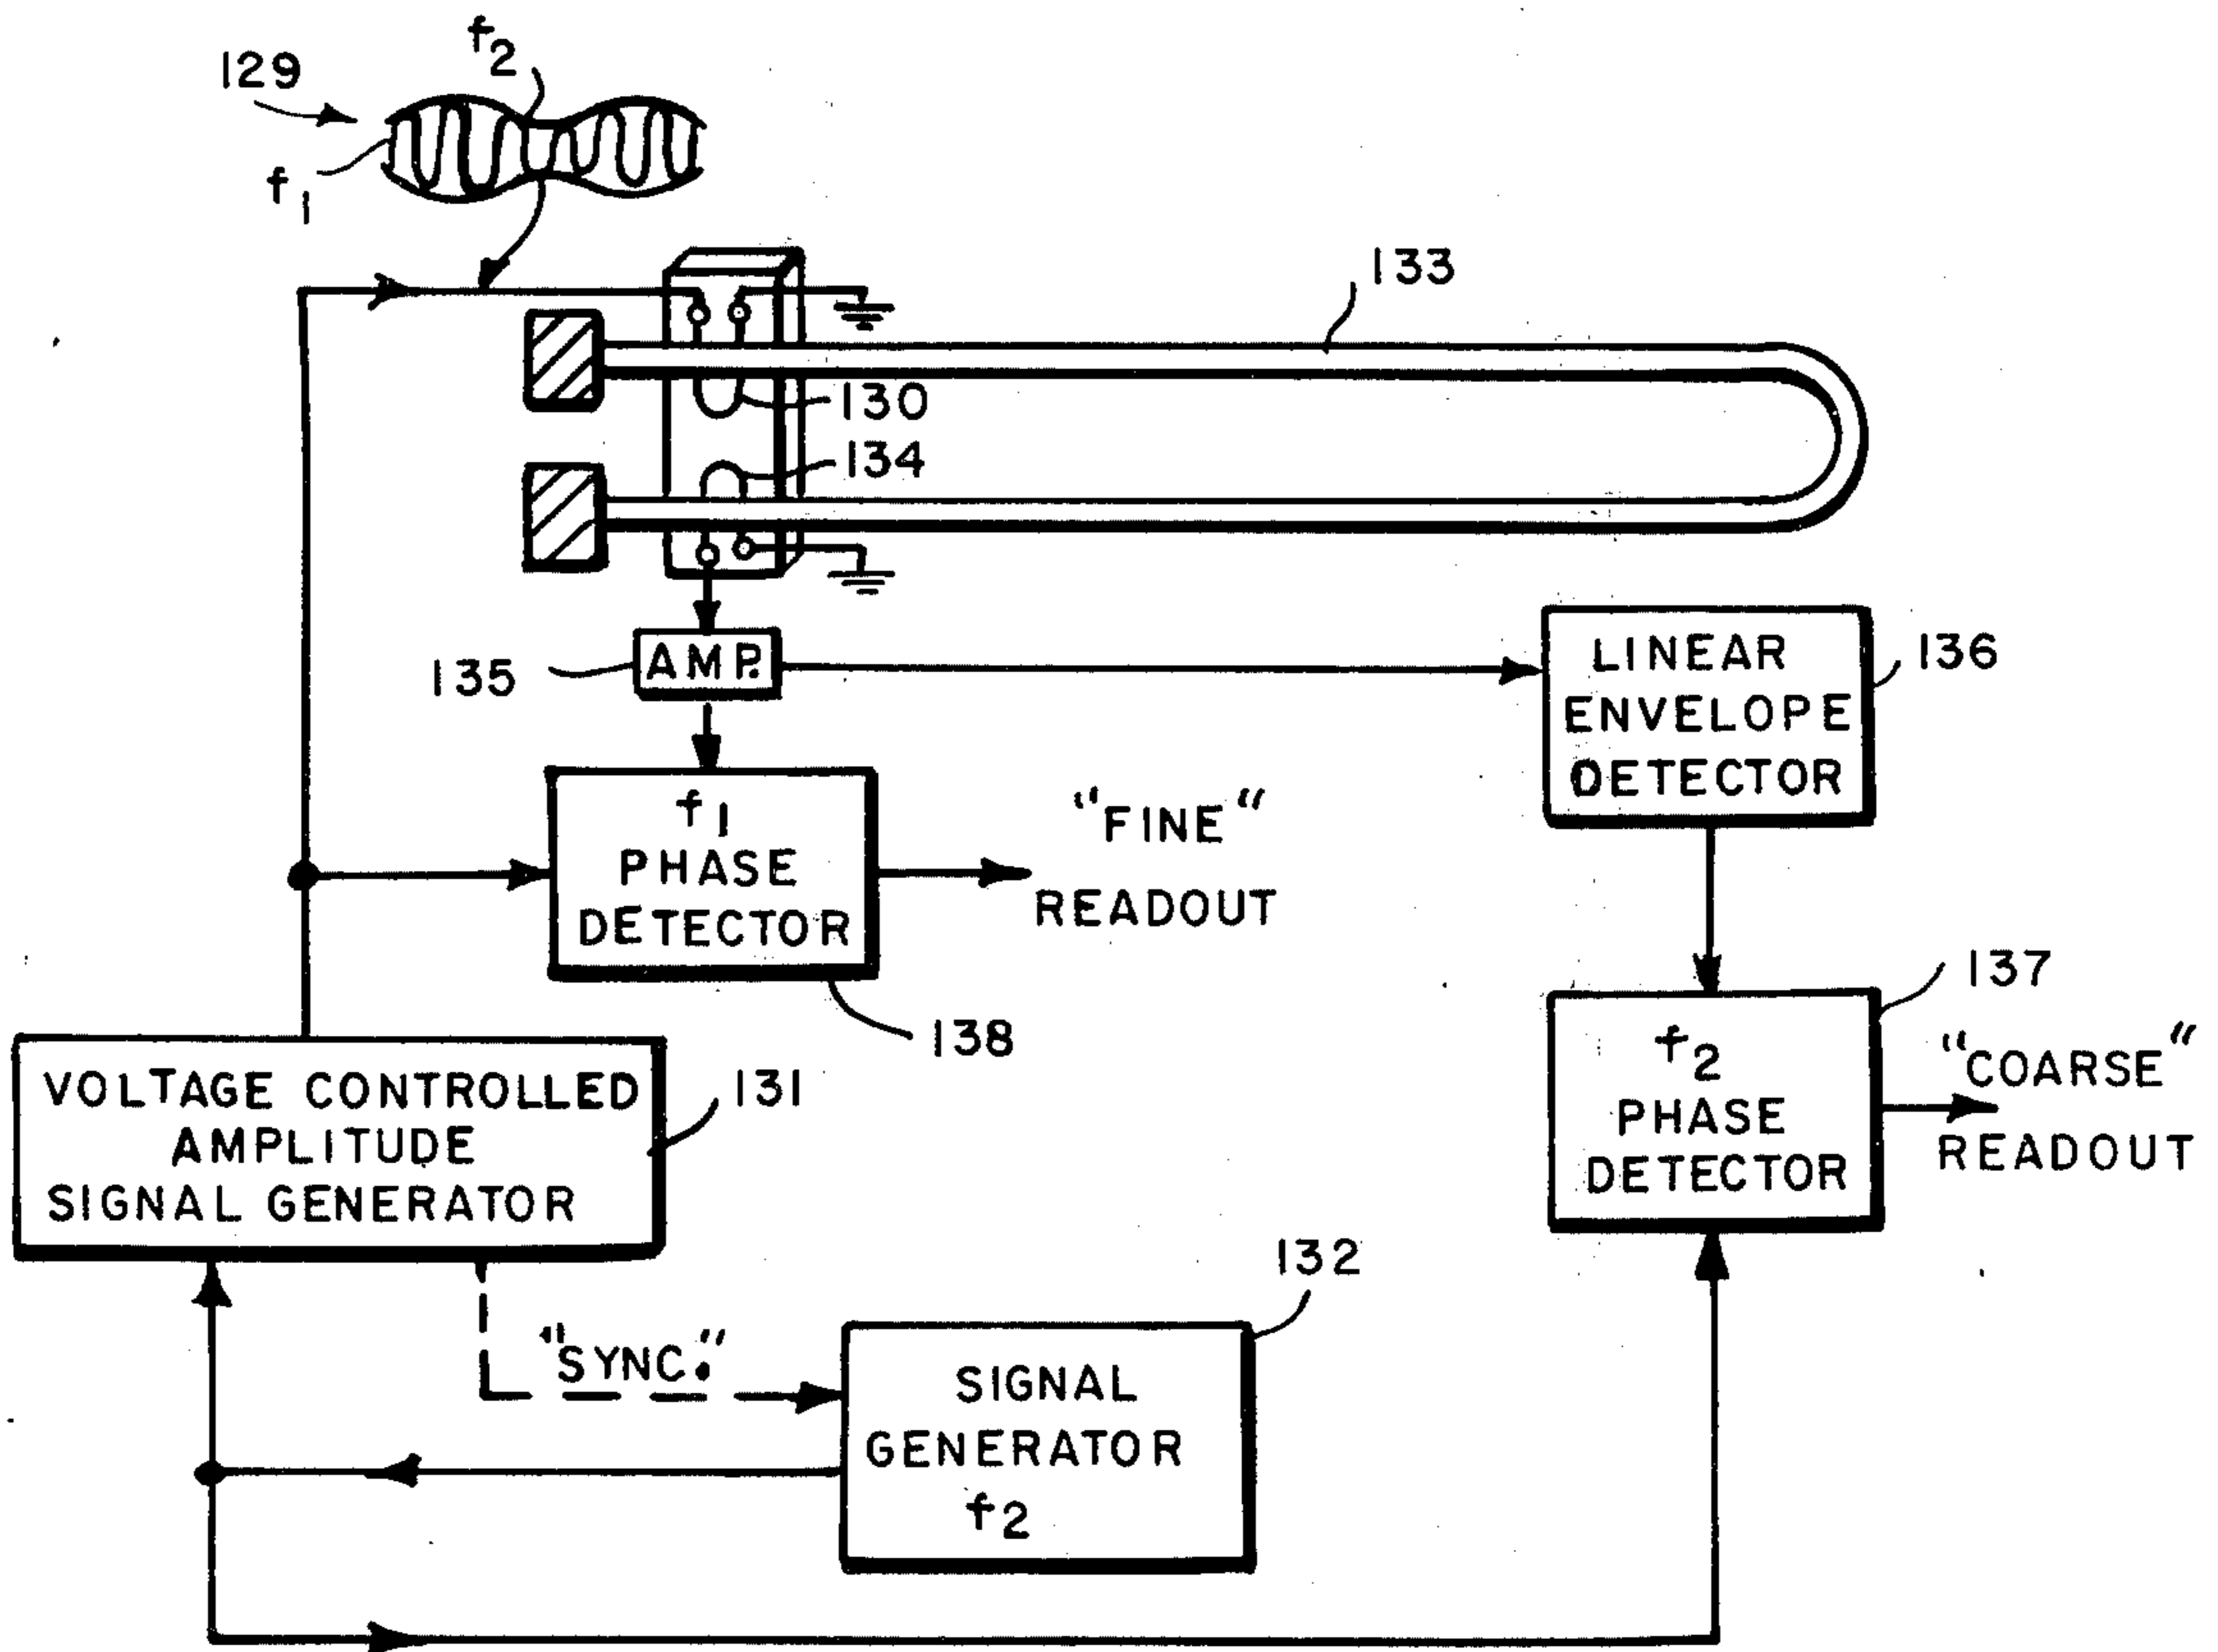 f2
129
f1
133
130
134
AMP.
135
LINEAR
ENVELOPE
DETECTOR
136
f1
PHASE
DETECTOR
"FINE"
READOUT
138
137
f2
PHASE
DETECTOR
"COARSE"
READOUT
VOLTAGE CONTROLLED
AMPLITUDE
SIGNAL GENERATOR
131
"SYNC."
132
SIGNAL
GENERATOR
f2